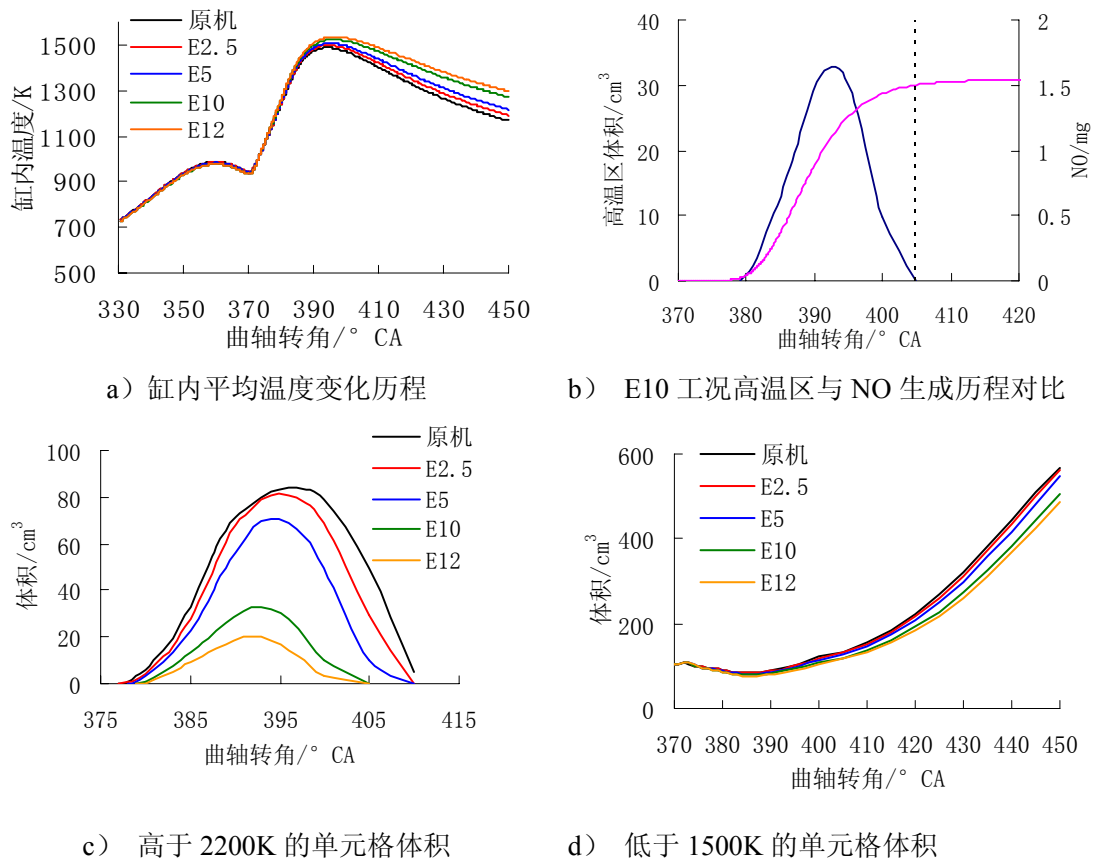 原机
E2.5
E5
E10
E12
1500
1300
1100
900
700
500
缸内温度/K
330 350 370 390 410 430 450
曲轴转角/° CA
a）缸内平均温度变化历程
40
30
20
10
0
高温区体积/cm³
2
1.5
1
0.5
0
NO/mg
370 380 390 400 410 420
曲轴转角/° CA
b） E10 工况高温区与 NO 生成历程对比
原机
E2.5
E5
E10
E12
100
80
60
40
20
0
体积/cm³
375 385 395 405 415
曲轴转角/° CA
c） 高于 2200K 的单元格体积
原机
E2.5
E5
E10
E12
600
400
200
0
体积/cm³
370 380 390 400 410 420 430 440 450
曲轴转角/° CA
d） 低于 1500K 的单元格体积